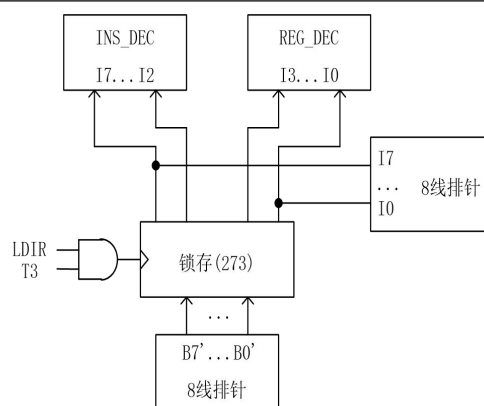 INS_DEC
I7...I2
REG_DEC
I3...I0
I7
... 8线排针
I0
LDIR
T3
锁存(273)
...
B7'...B0'
8线排针